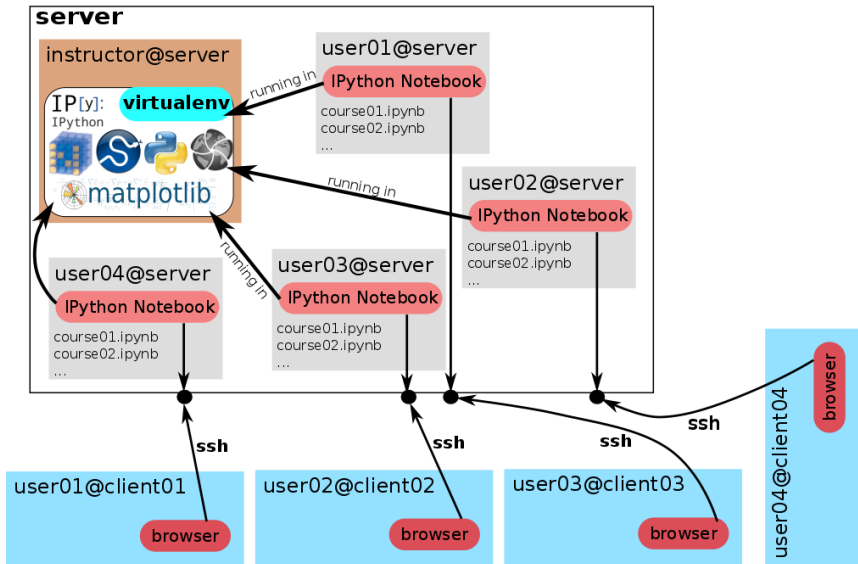 server
instructor@server
IP[y]:
IPython
virtualenv
matplotlib
running in
user01@server
IPython Notebook
course01.ipynb
course02.ipynb
...
running in
user02@server
IPython Notebook
course01.ipynb
course02.ipynb
...
running in
user03@server
IPython Notebook
course01.ipynb
course02.ipynb
...
user04@server
IPython Notebook
course01.ipynb
course02.ipynb
...
ssh
ssh
ssh
ssh
user01@client01
browser
user02@client02
browser
user03@client03
browser
user04@client04
browser